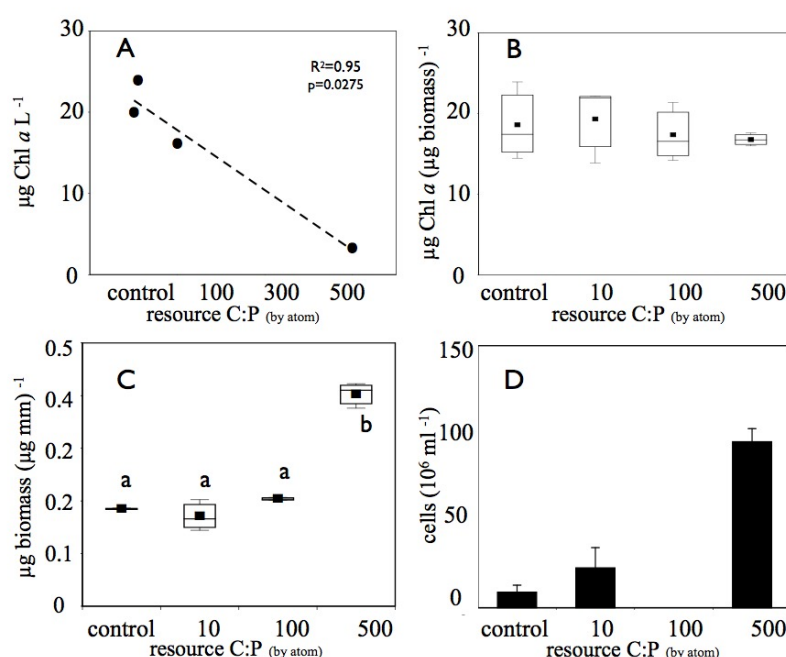 A
R²=0.95
p=0.0275
30
20
10
0
µg Chl a L ⁻¹
control 100 300 500
resource C:P (by atom)
B
30
20
10
0
µg Chl a (µg biomass) ⁻¹
control 10 100 500
resource C:P (by atom)
C
0.5
0.4
0.2
0.2
0.1
0
µg biomass (µg mm) ⁻¹
a a a b
control 10 100 500
resource C:P (by atom)
D
150
100
50
0
cells (10⁶ ml ⁻¹)
control 10 100 500
resource C:P (by atom)